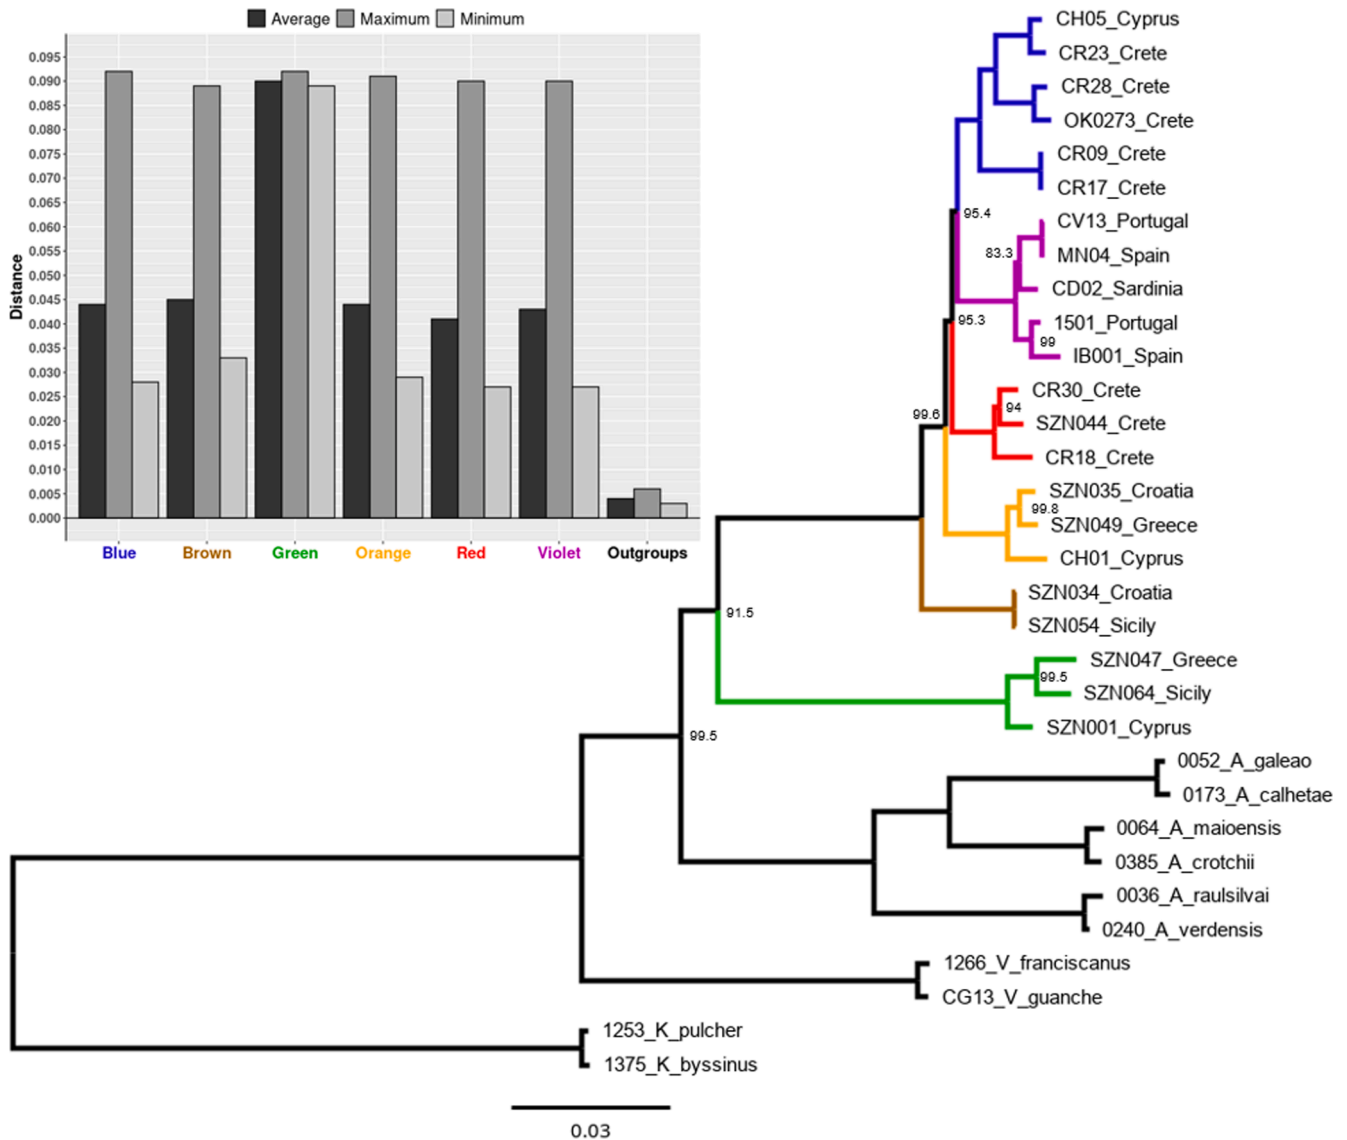 Average Maximum Minimum
0.095
0.090
0.085
0.080
0.075
0.070
0.065
0.060
0.055
0.050
0.045
0.040
0.035
0.030
0.025
0.020
0.015
0.010
0.005
0.000
Distance
Blue Brown Green Orange Red Violet Outgroups
CH05_Cyprus
CR23_Crete
CR28_Crete
OK0273_Crete
CR09_Crete
CR17_Crete
95.4
CV13_Portugal
83.3
MN04_Spain
CD02_Sardinia
95.3
1501_Portugal
99
IB001_Spain
CR30_Crete
94
99.6
SZN044_Crete
CR18_Crete
SZN035_Croatia
99.8
SZN049_Greece
CH01_Cyprus
SZN034_Croatia
91.5
SZN054_Sicily
SZN047_Greece
99.5
SZN064_Sicily
SZN001_Cyprus
99.5
0052_A_galeao
0173_A_calhetae
0064_A_maioensis
0385_A_crotchii
0036_A_raulsilvai
0240_A_verdensis
1266_V_franciscanus
CG13_V_guanche
1253_K_pulcher
1375_K_byssinus
0.03